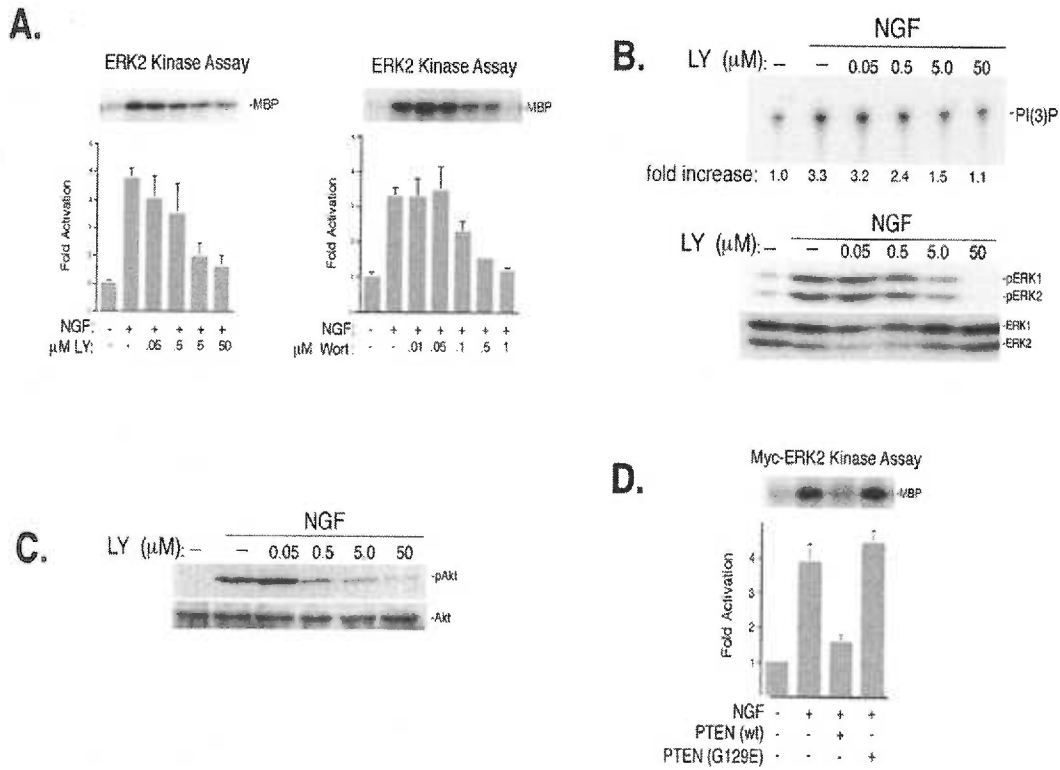 A.
ERK2 Kinase Assay
-MBP
Fold Activation
NGF: - + + + + +
μM LY: - - .05 .5 5 50
ERK2 Kinase Assay
-MBP
Fold Activation
NGF: - + + + + + +
μM Wort: - - .01 .05 .1 .5 1
B.
NGF
LY (μM): – – 0.05 0.5 5.0 50
-PI(3)P
fold increase: 1.0 3.3 3.2 2.4 1.5 1.1
NGF
LY (μM): – – 0.05 0.5 5.0 50
-pERK1
-pERK2
-ERK1
-ERK2
C.
NGF
LY (μM): – – 0.05 0.5 5.0 50
-pAkt
-Akt
D.
Myc-ERK2 Kinase Assay
-MBP
Fold Activation
4
3
2
1
NGF - + + +
PTEN (wt) - - + -
PTEN (G129E) - - - +